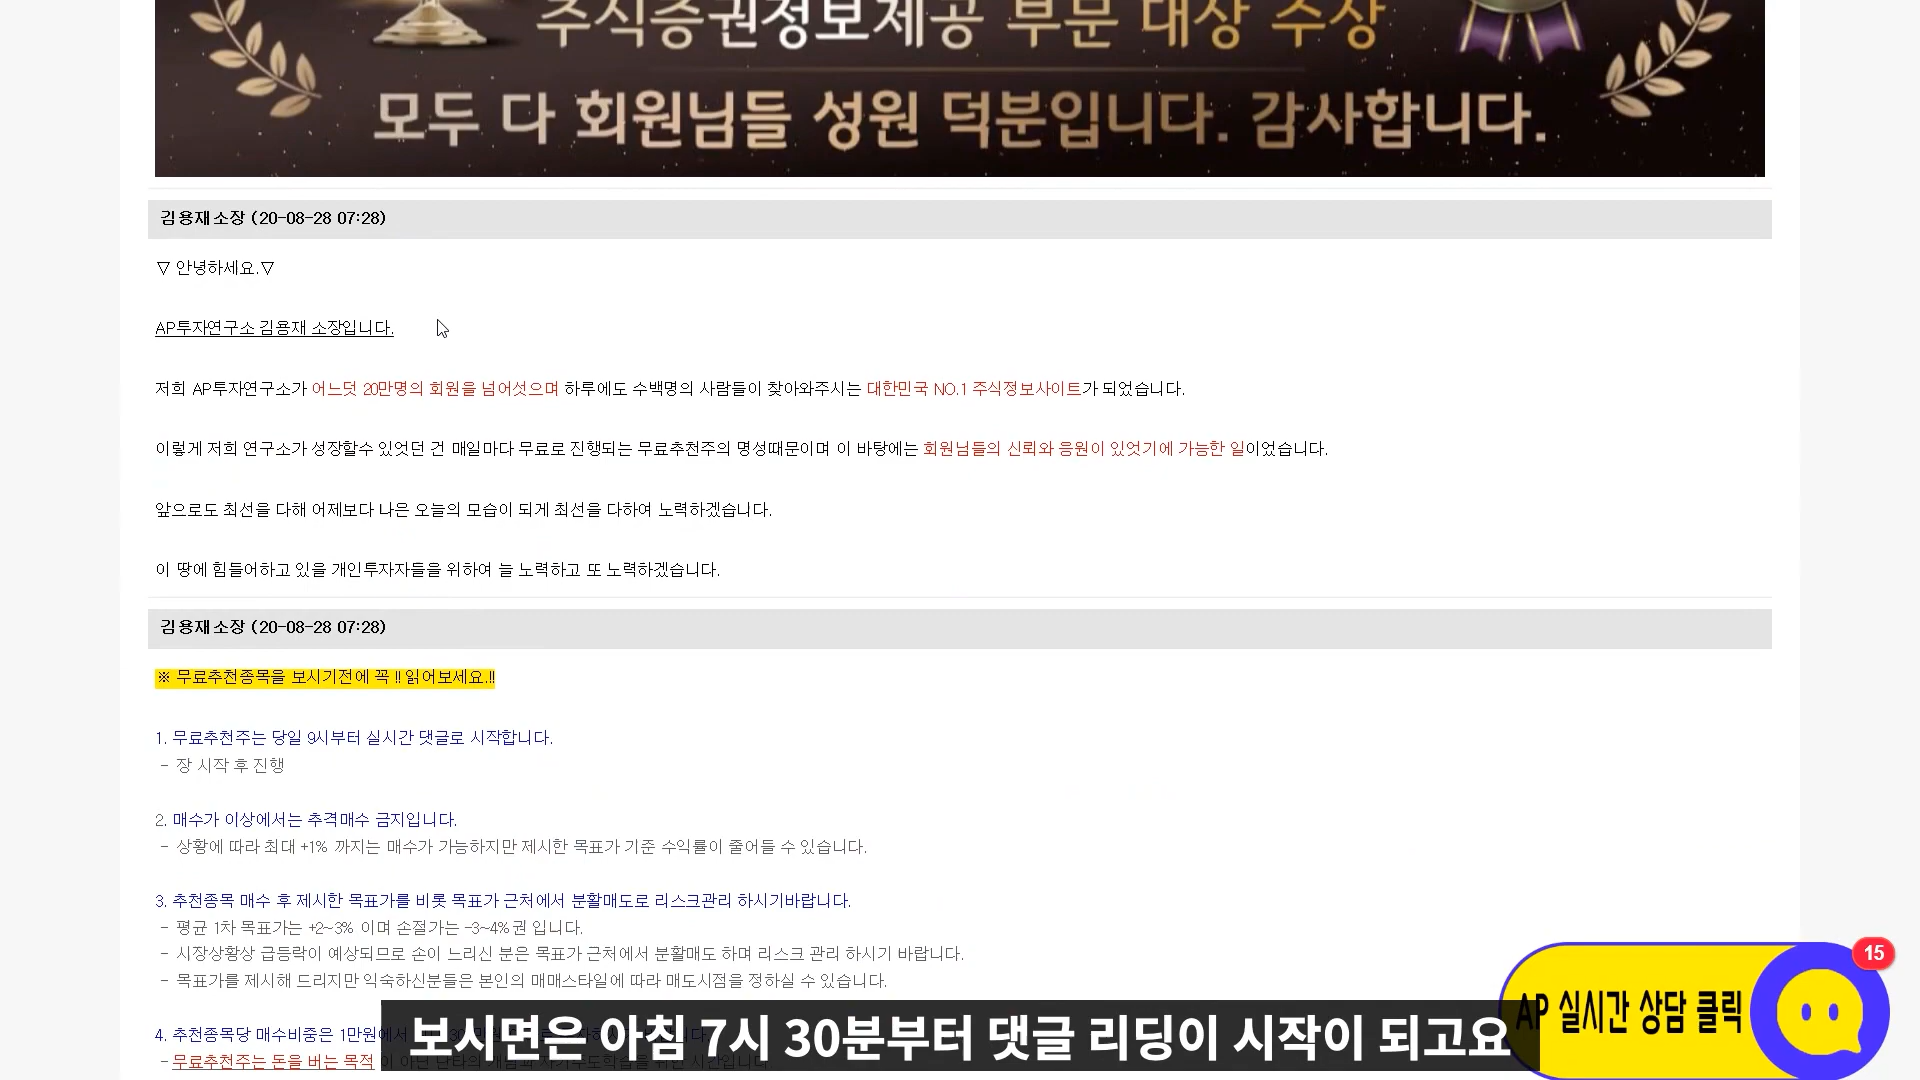 주식증권정보제공 부문 대상 수상
모두 다 회원님들 성원 덕분입니다. 감사합니다.
김용재소장 (20-08-28 07:28)
▽ 안녕하세요.▽
AP투자연구소 김용재 소장입니다.
저희 AP투자연구소가 어느덧 20만명의 회원을 넘어섯으며 하루에도 수백명의 사람들이 찾아와주시는 대한민국 NO.1 주식정보사이트가 되었습니다.
이렇게 저희 연구소가 성장할수 있엇던 건 매일마다 무료로 진행되는 무료추천주의 명성때문이며 이 바탕에는 회원님들의 신뢰와 응원이 있엇기에 가능한 일이었습니다.
앞으로도 최선을 다해 어제보다 나은 오늘의 모습이 되게 최선을 다하여 노력하겠습니다.
이 땅에 힘들어하고 있을 개인투자자들을 위하여 늘 노력하고 또 노력하겠습니다.
김용재소장 (20-08-28 07:28)
※ 무료추천종목을 보시기전에 꼭 !! 읽어보세요.!!
1. 무료추천주는 당일 9시부터 실시간 댓글로 시작합니다.
- 장 시작 후 진행
2. 매수가 이상에서는 추격매수 금지입니다.
- 상황에 따라 최대 +1% 까지는 매수가 가능하지만 제시한 목표가 기준 수익률이 줄어들 수 있습니다.
3. 추천종목 매수 후 제시한 목표가를 비롯 목표가 근처에서 분할매도로 리스크관리 하시기바랍니다.
- 평균 1차 목표가는 +2~3% 이며 손절가는 -3~4%권 입니다.
- 시장상황상 급등락이 예상되므로 손이 느리신 분은 목표가 근처에서 분할매도 하며 리스크 관리 하시기 바랍니다.
- 목표가를 제시해 드리지만 익숙하신분들은 본인의 매매스타일에 따라 매도시점을 정하실 수 있습니다.
4. 추천종목당 매수비중은 1만원에서
- 무료추천주는 돈을 버는 목적
보시면은 아침 7시 30분부터 댓글 리딩이 시작이 되고요
AP 실시간 상담 클릭
15